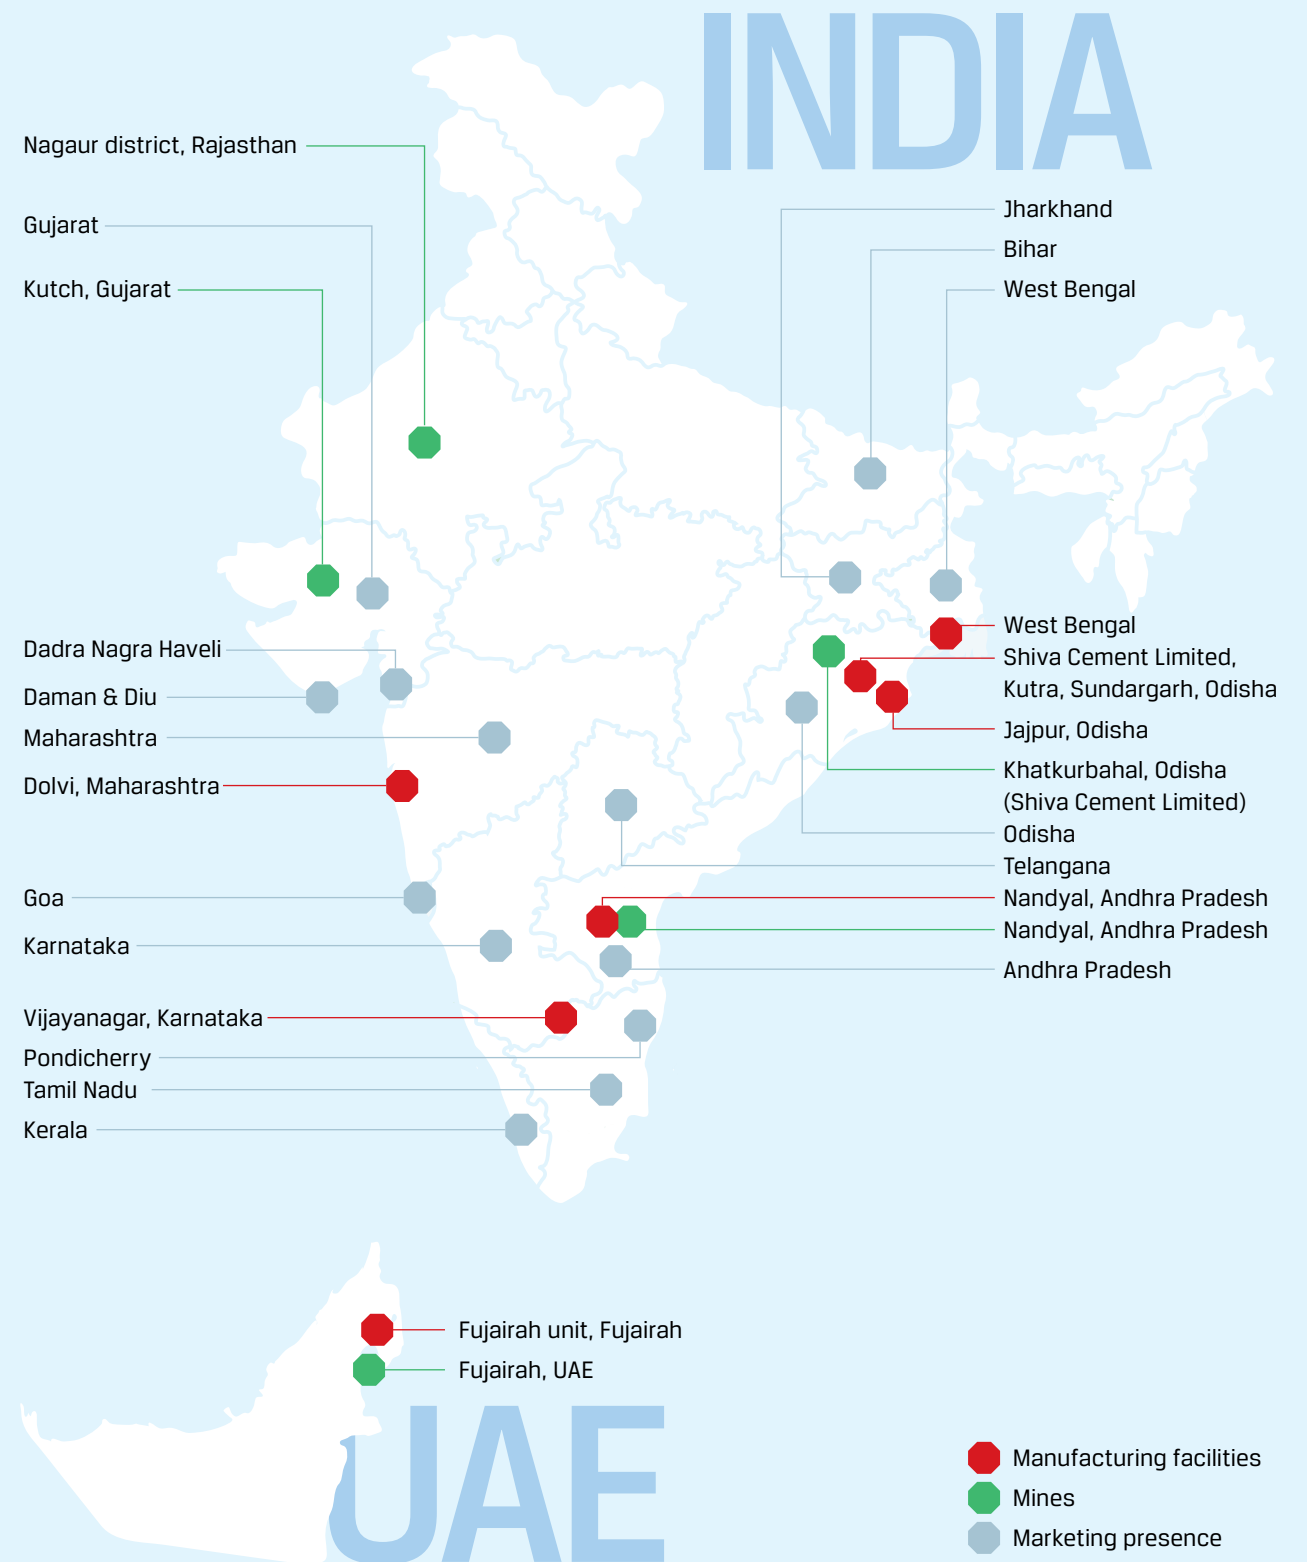 INDIA
Nagaur district, Rajasthan
Gujarat
Kutch, Gujarat
Dadra Nagra Haveli
Daman & Diu
Maharashtra
Dolvi, Maharashtra
Goa
Karnataka
Vijayanagar, Karnataka
Pondicherry
Tamil Nadu
Kerala
Jharkhand
Bihar
West Bengal
West Bengal
Shiva Cement Limited,
Kutra, Sundargarh, Odisha
Jajpur, Odisha
Khatkurbahal, Odisha
(Shiva Cement Limited)
Odisha
Telangana
Nandyal, Andhra Pradesh
Nandyal, Andhra Pradesh
Andhra Pradesh
Fujairah unit, Fujairah
Fujairah, UAE
UAE
Manufacturing facilities
Mines
Marketing presence